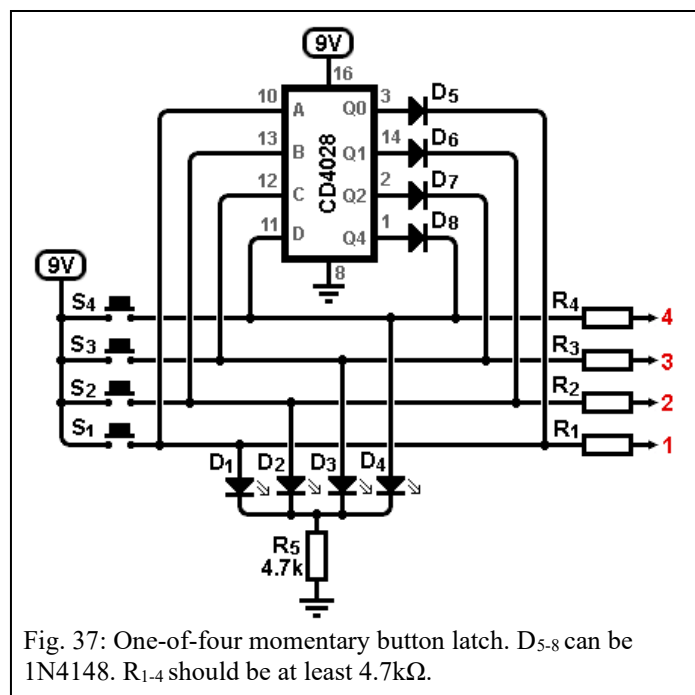 9V
16
10 A Q0 3 D5
13 B Q1 14 D6
12 C Q2 2 D7
11 D Q4 1 D8
CD4028
8
9V
S4 R4 4
S3 R3 3
S2 R2 2
S1 R1 1
D1 D2 D3 D4
R5
4.7k
Fig. 37: One-of-four momentary button latch. D5-8 can be
1N4148. R1-4 should be at least 4.7kΩ.